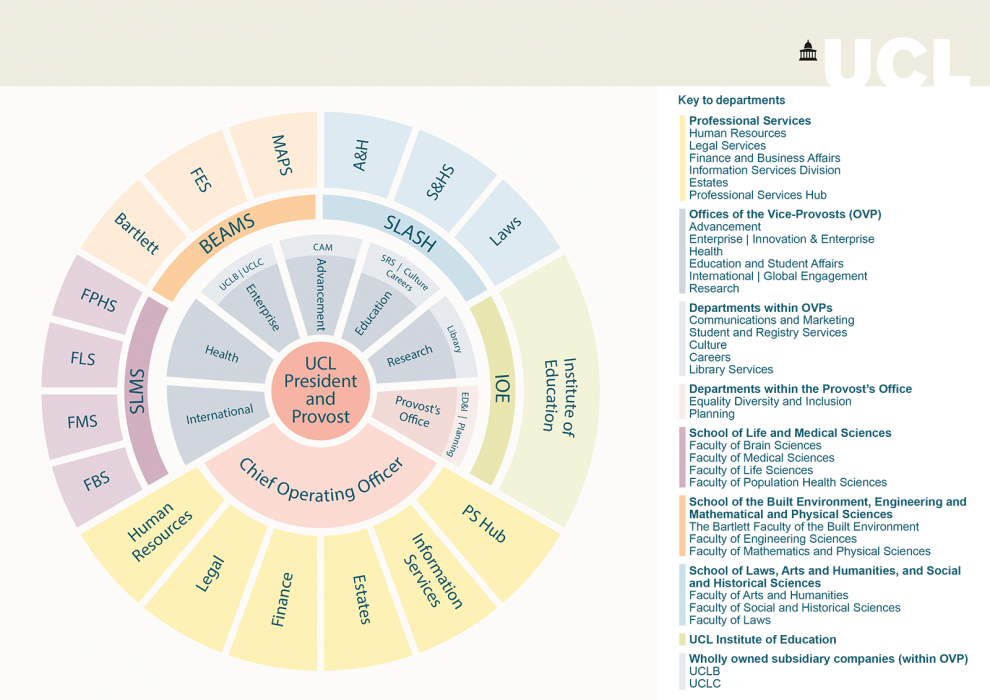 UCL
MAPS
A&H
FES
S&HS
Bartlett
Laws
BEAMS
SLASH
CAM
UCLB | UCLC
SRS | Culture
Careers
Advancement
Enterprise
Education
FPHS
Health
Research
Library
FLS
SLMS
IOE
Institute of
Education
UCL
President
and
Provost
International
Provost's
Office
ED&I | Planning
FMS
FBS
Chief Operating Officer
Human
Resources
PS Hub
Legal
Information
Services
Finance
Estates
Key to departments
Professional Services
Human Resources
Legal Services
Finance and Business Affairs
Information Services Division
Estates
Professional Services Hub
Offices of the Vice-Provosts (OVP)
Advancement
Enterprise | Innovation & Enterprise
Health
Education and Student Affairs
International | Global Engagement
Research
Departments within OVPs
Communications and Marketing
Student and Registry Services
Culture
Careers
Library Services
Departments within the Provost's Office
Equality Diversity and Inclusion
Planning
School of Life and Medical Sciences
Faculty of Brain Sciences
Faculty of Medical Sciences
Faculty of Life Sciences
Faculty of Population Health Sciences
School of the Built Environment, Engineering and
Mathematical and Physical Sciences
The Bartlett Faculty of the Built Environment
Faculty of Engineering Sciences
Faculty of Mathematics and Physical Sciences
School of Laws, Arts and Humanities, and Social
and Historical Sciences
Faculty of Arts and Humanities
Faculty of Social and Historical Sciences
Faculty of Laws
UCL Institute of Education
Wholly owned subsidiary companies (within OVP)
UCLB
UCLC